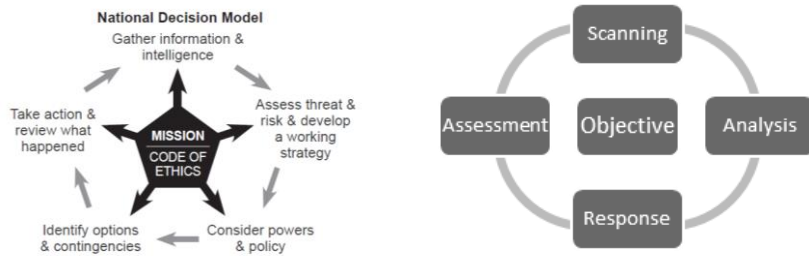 National Decision Model
Gather information &
intelligence
Assess threat &
risk & develop
a working
strategy
Consider powers
& policy
Identify options
& contingencies
Take action &
review what
happened
MISSION
CODE OF
ETHICS
Scanning
Assessment
Objective
Analysis
Response